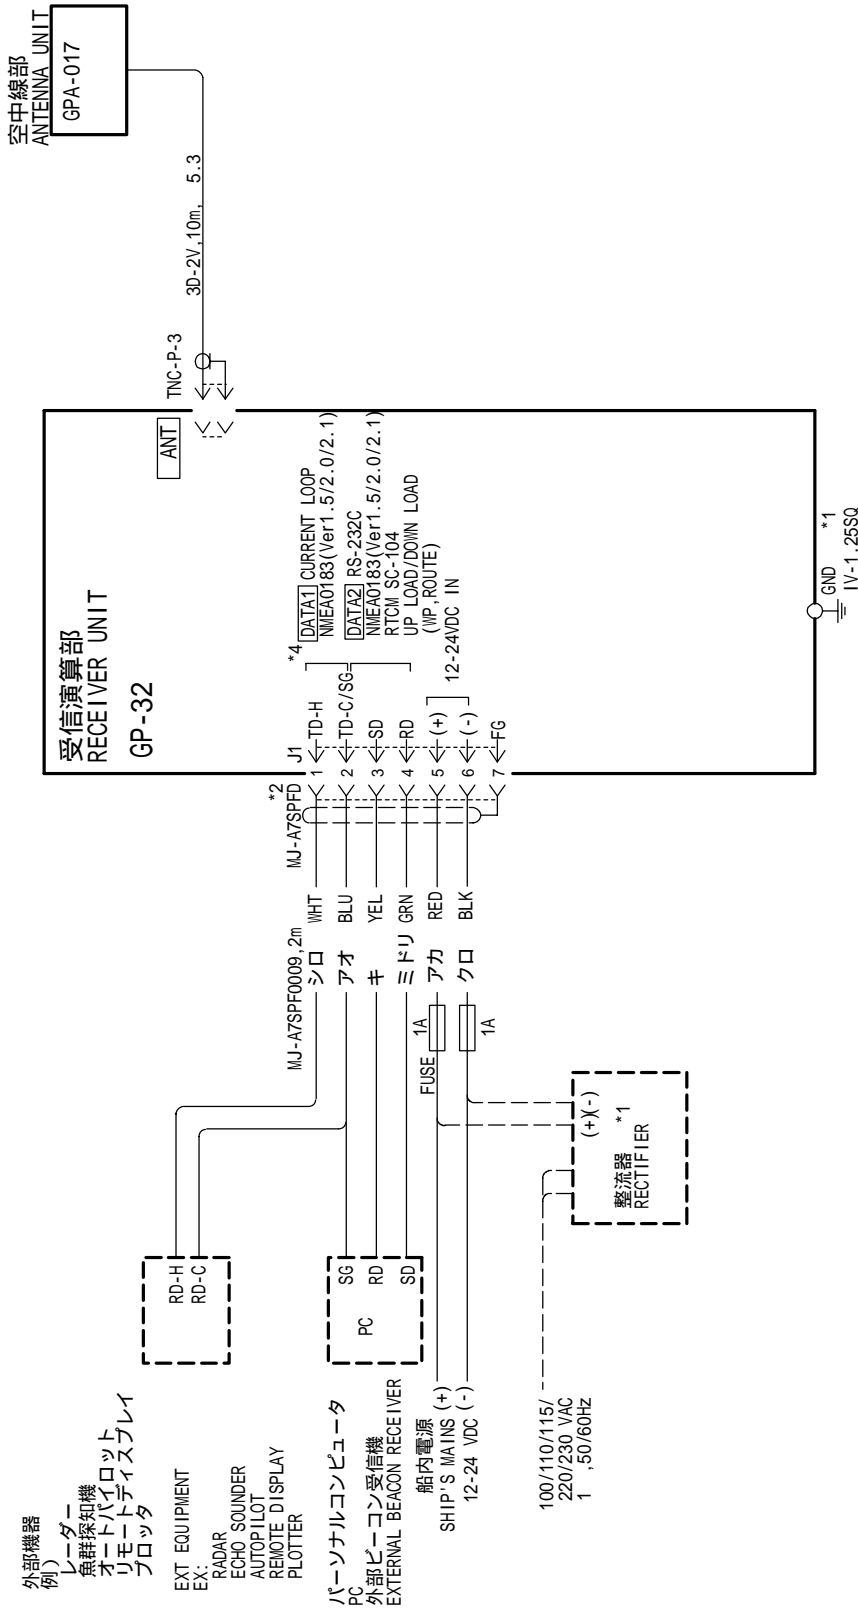 空中線部
ANTENNA UNIT
GPA-017
3D-2V,10m, 5.3
TNC-P-3
ANT
受信演算部
RECEIVER UNIT
GP-32
*4
DATA1 CURRENT LOOP
NMEA0183(Ver1.5/2.0/2.1)
DATA2 RS-232C
NMEA0183(Ver1.5/2.0/2.1)
RTCM SC-104
UP LOAD/DOWN LOAD
(WP,ROUTE)
12-24VDC IN
J1
1 TD-H
2 TD-C/SG
3 SD
4 RD
5 (+)
6 (-)
7 FG
GND *1
IV-1.25SQ
*2
MJ-A7SPFD
MJ-A7SPF0009,2m
シロ WHT
アオ BLU
キ YEL
ミドリ GRN
アカ RED
クロ BLK
FUSE
1A
1A
(+)(-)
整流器 *1
RECTIFIER
RD-H
RD-C
SG
RD
SD
PC
外部機器
例)
レーダー
魚群探知機
オートパイロット
リモートディスプレイ
プロッタ
EXT EQUIPMENT
EX:
RADAR
ECHO SOUNDER
AUTOPILOT
REMOTE DISPLAY
PLOTTER
パーソナルコンピュータ
PC
外部ビーコン受信機
EXTERNAL BEACON RECEIVER
船内電源
SHIP'S MAINS (+)
12-24 VDC (-)
100/110/115/
220/230 VAC
1 ,50/60Hz